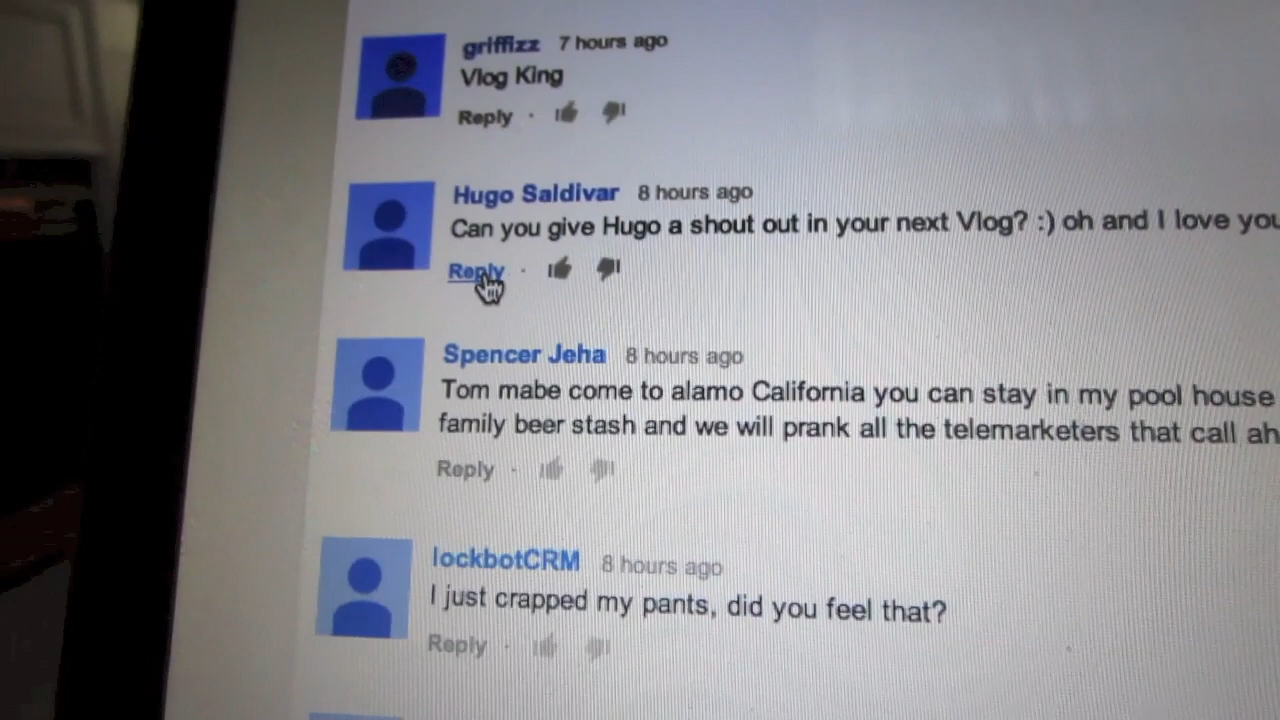 griffizz 7 hours ago
Vlog King
Reply ·
Hugo Saldivar 8 hours ago
Can you give Hugo a shout out in your next Vlog? :) oh and I love you
Reply ·
Spencer Jeha 8 hours ago
Tom mabe come to alamo California you can stay in my pool house
family beer stash and we will prank all the telemarketers that call ah
Reply ·
lockbotCRM 8 hours ago
I just crapped my pants, did you feel that?
Reply ·